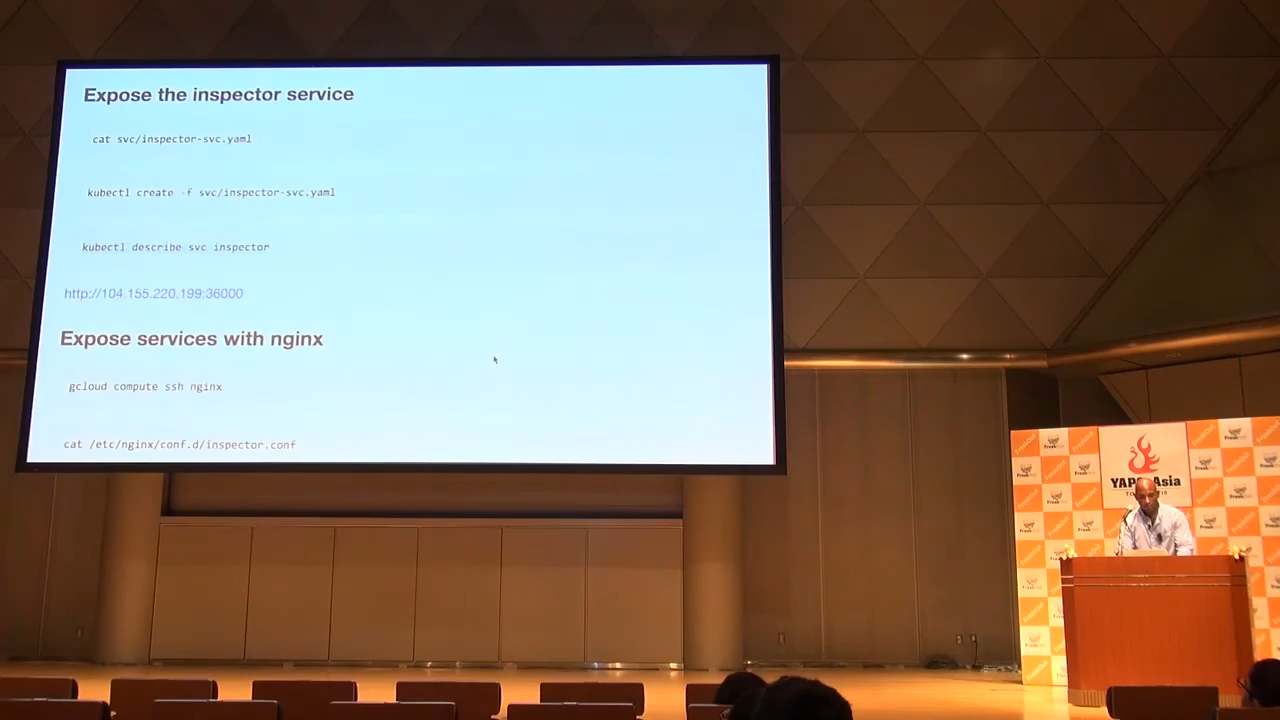 Expose the inspector service
cat svc/inspector-svc.yaml
kubectl create -f svc/inspector-svc.yaml
kubectl describe svc inspector
http://104.155.220.199:36000
Expose services with nginx
gcloud compute ssh nginx
cat /etc/nginx/conf.d/inspector.conf
Asia
FreakOut